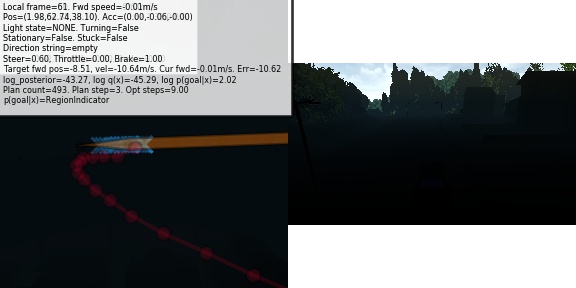 Local frame=61. Fwd speed=-0.01m/s
Pos=(1.98,62.74,38.10). Acc=(0.00,-0.06,-0.00)
Light state=NONE. Turning=False
Stationary=False. Stuck=False
Direction string=empty
Steer=0.60, Throttle=0.00, Brake=1.00
Target fwd pos=-8.51, vel=-10.64m/s. Cur fwd=-0.01m/s. Err=-10.62
log_posterior=-43.27, log q(x)=-45.29, log p(goal|x)=2.02
Plan count=493. Plan step=3. Opt steps=9.00
p(goal|x)=RegionIndicator